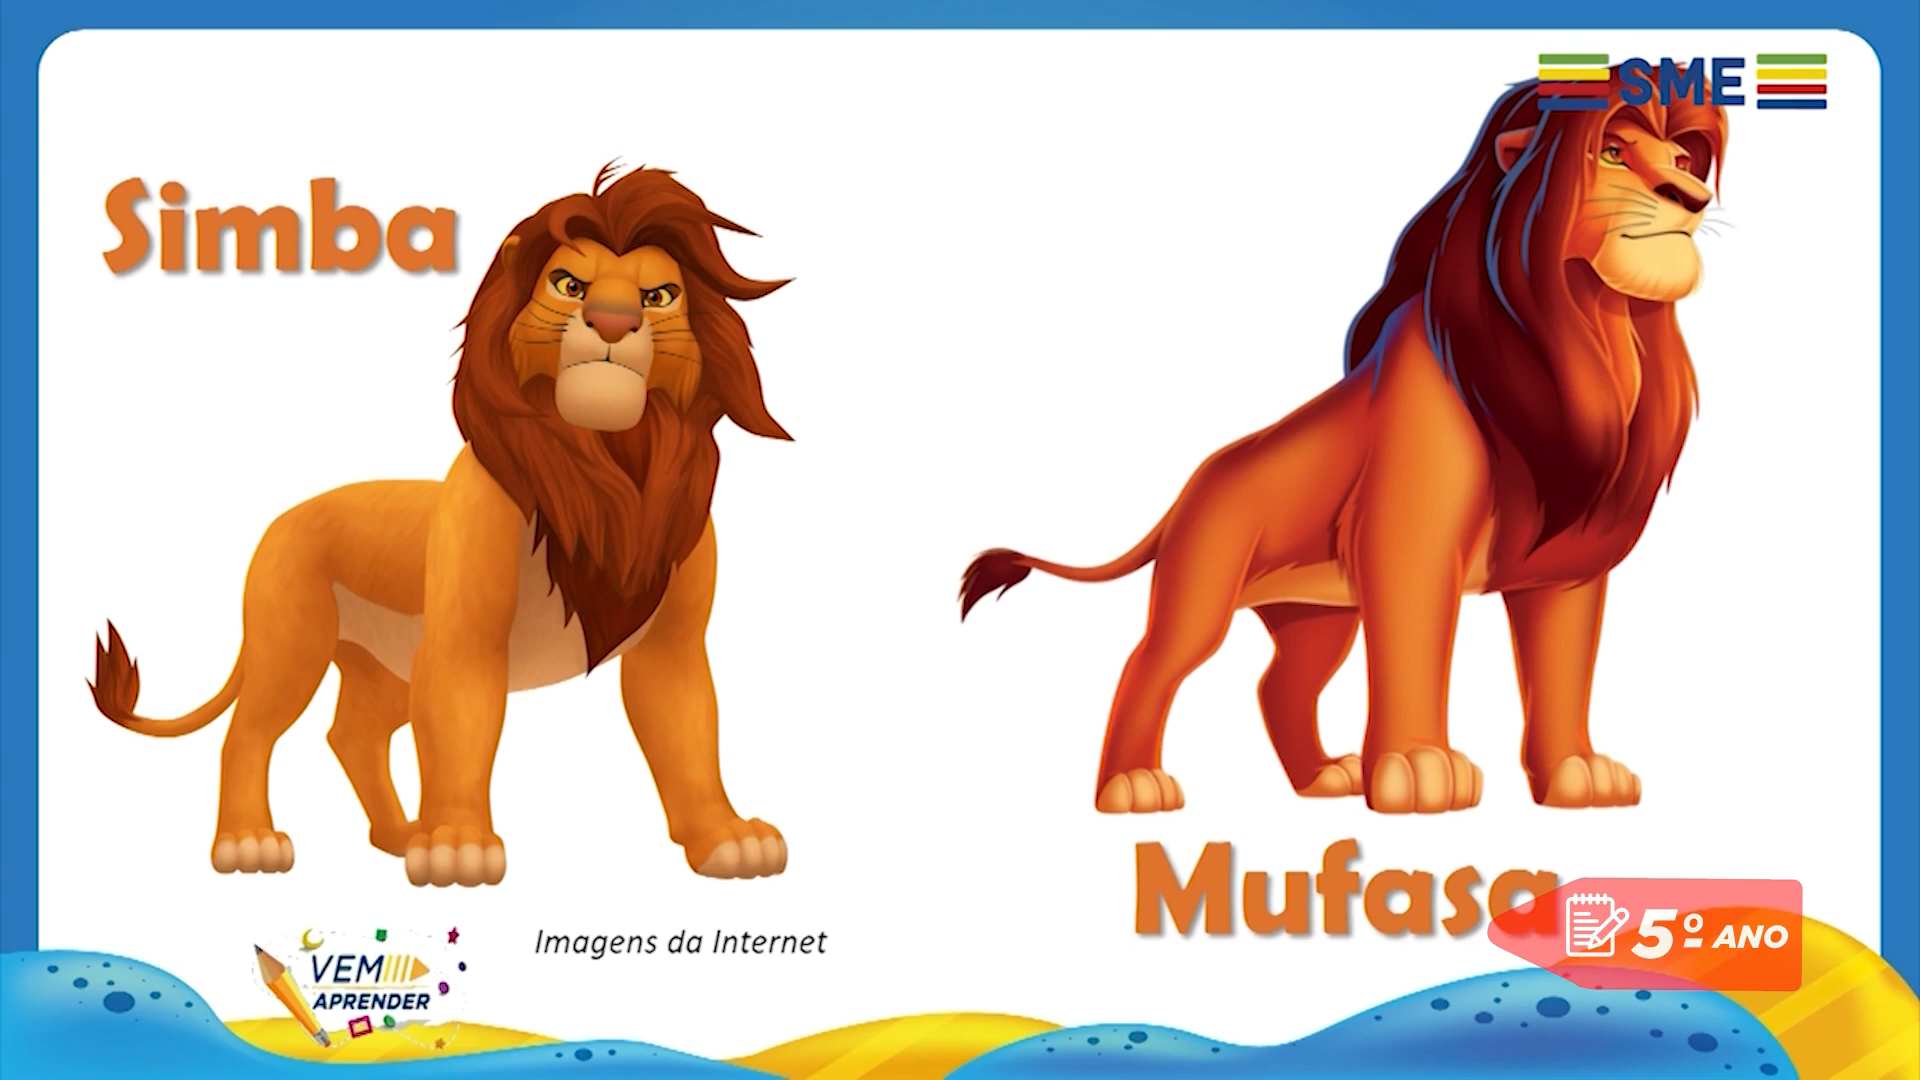 SME
Simba
Mufasa
5º ANO
Imagens da Internet
VEM
APRENDER